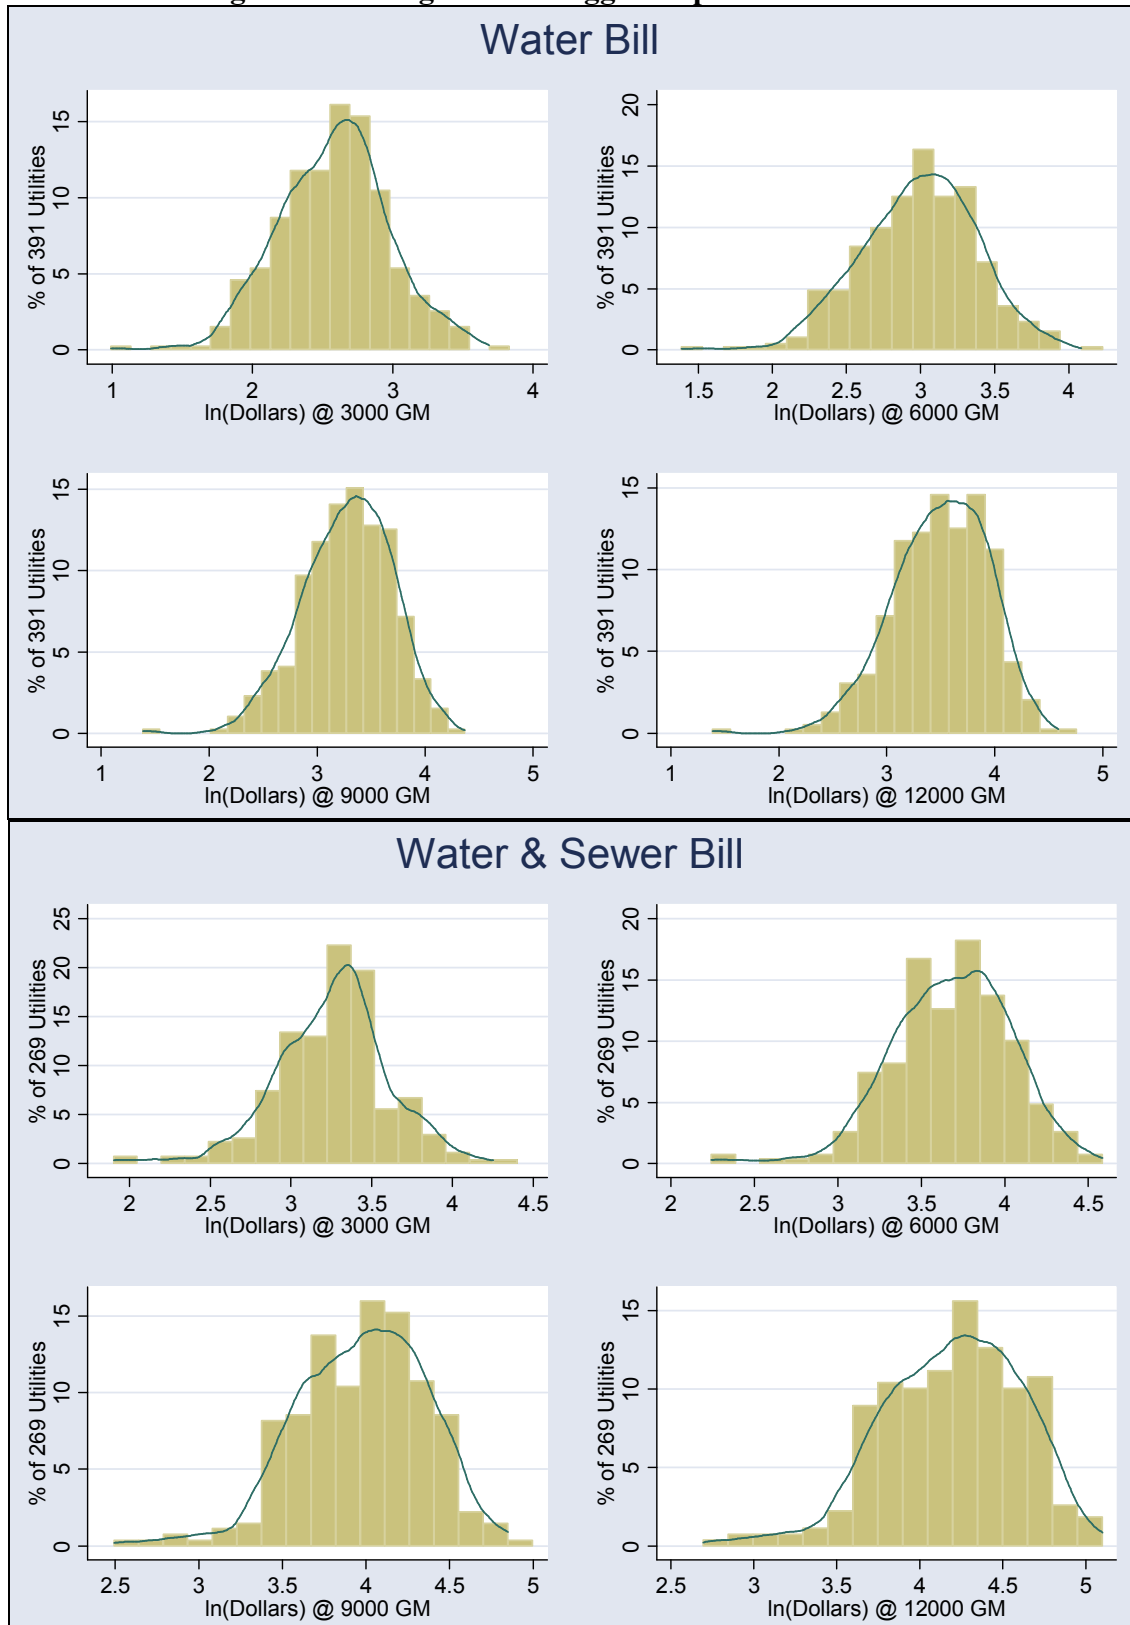 Water Bill
% of 391 Utilities
0 5 10 15
1 2 3 4
ln(Dollars) @ 3000 GM
% of 391 Utilities
0 5 10 15 20
1.5 2 2.5 3 3.5 4
ln(Dollars) @ 6000 GM
% of 391 Utilities
0 5 10 15
1 2 3 4 5
ln(Dollars) @ 9000 GM
% of 391 Utilities
0 5 10 15
1 2 3 4 5
ln(Dollars) @ 12000 GM
Water & Sewer Bill
% of 269 Utilities
0 5 10 15 20 25
2 2.5 3 3.5 4 4.5
ln(Dollars) @ 3000 GM
% of 269 Utilities
0 5 10 15 20
2 2.5 3 3.5 4 4.5
ln(Dollars) @ 6000 GM
% of 269 Utilities
0 5 10 15
2.5 3 3.5 4 4.5 5
ln(Dollars) @ 9000 GM
% of 269 Utilities
0 5 10 15
2.5 3 3.5 4 4.5 5
ln(Dollars) @ 12000 GM